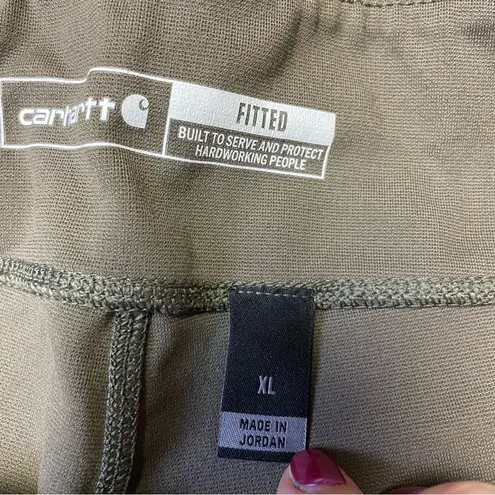 carhartt
FITTED
BUILT TO SERVE AND PROTECT
HARDWORKING PEOPLE
XL
MADE IN
JORDAN